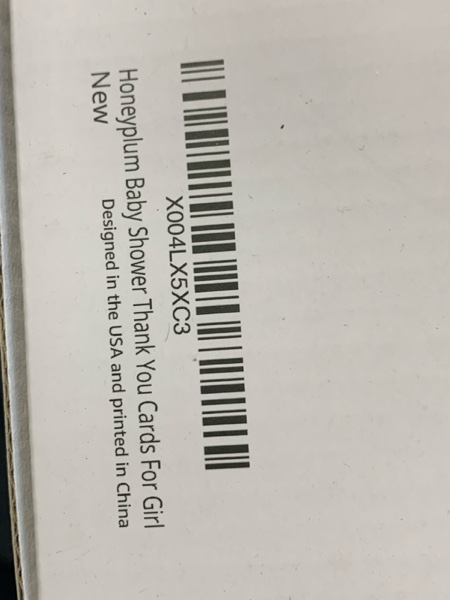 X004LX5XC3
Honeyplum Baby Shower Thank You Cards For Girl
New
Designed in the USA and printed in China